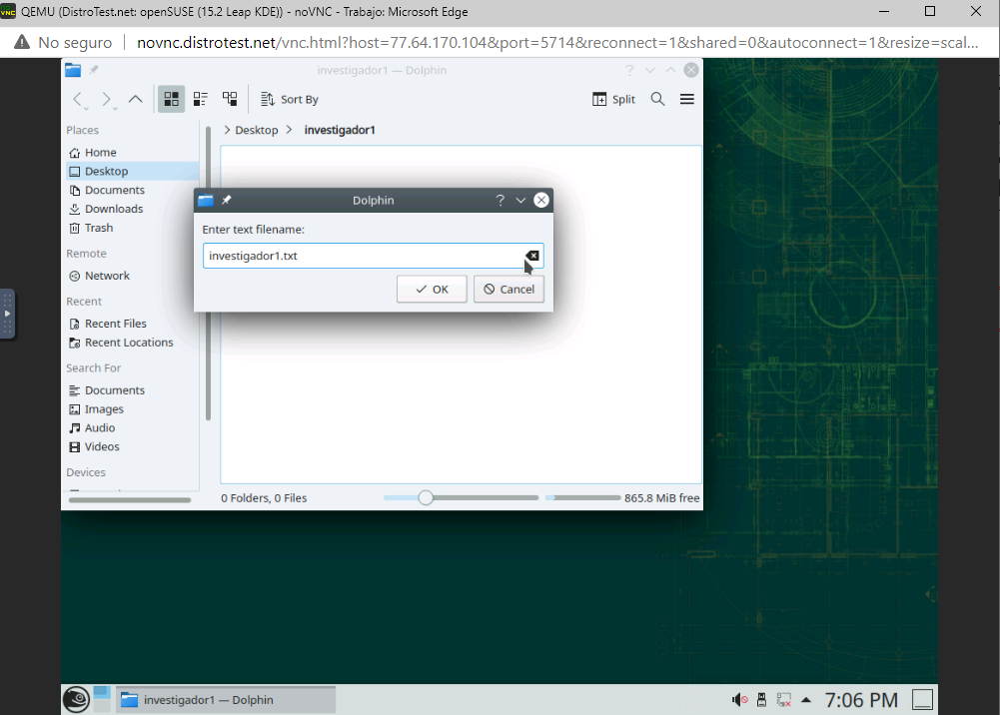 VNC QEMU (DistroTest.net: openSUSE (15.2 Leap KDE)) - noVNC - Trabajo: Microsoft Edge
No seguro | novnc.distrotest.net/vnc.html?host=77.64.170.104&port=5714&reconnect=1&shared=0&autoconnect=1&resize=scal...
investigador1 — Dolphin
Sort By
Split
Places
Desktop > investigador1
Home
Desktop
Documents
Downloads
Trash
Remote
Network
Recent
Recent Files
Recent Locations
Search For
Documents
Images
Audio
Videos
Devices
Dolphin
Enter text filename:
investigador1.txt
OK
Cancel
0 Folders, 0 Files
865.8 MiB free
investigador1 — Dolphin
7:06 PM